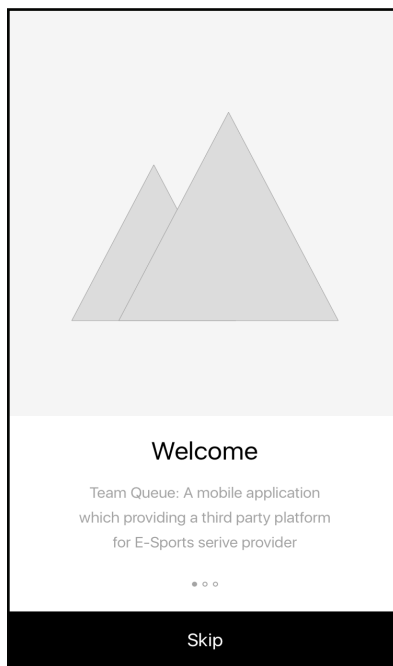 Welcome
Team Queue: A mobile application
which providing a third party platform
for E-Sports serive provider
Skip